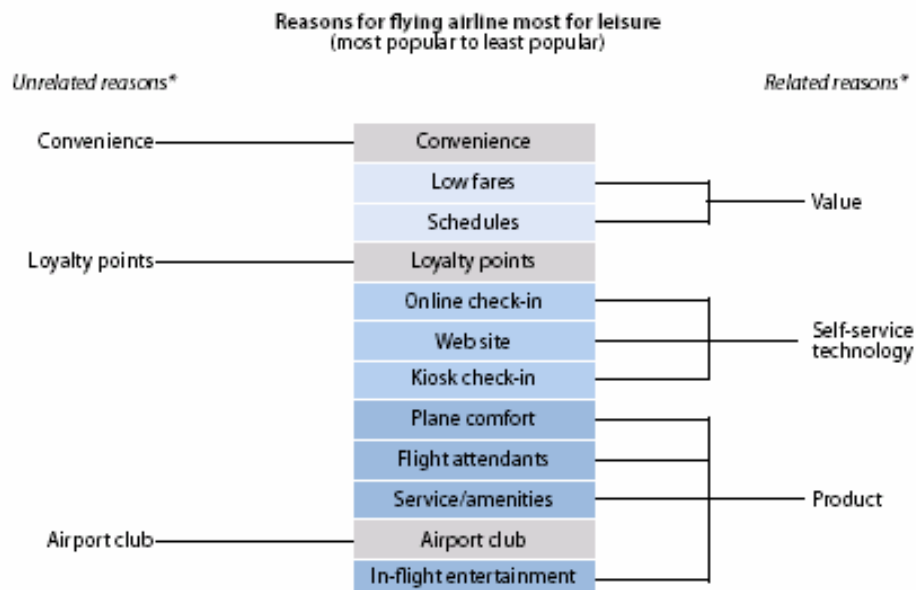 Reasons for flying airline most for leisure
(most popular to least popular)
Unrelated reasons*
Related reasons*
Convenience
Convenience
Low fares
Value
Schedules
Loyalty points
Loyalty points
Online check-in
Web site
Self-service
technology
Kiosk check-in
Plane comfort
Flight attendants
Service/amenities
Product
Airport club
Airport club
In-flight entertainment